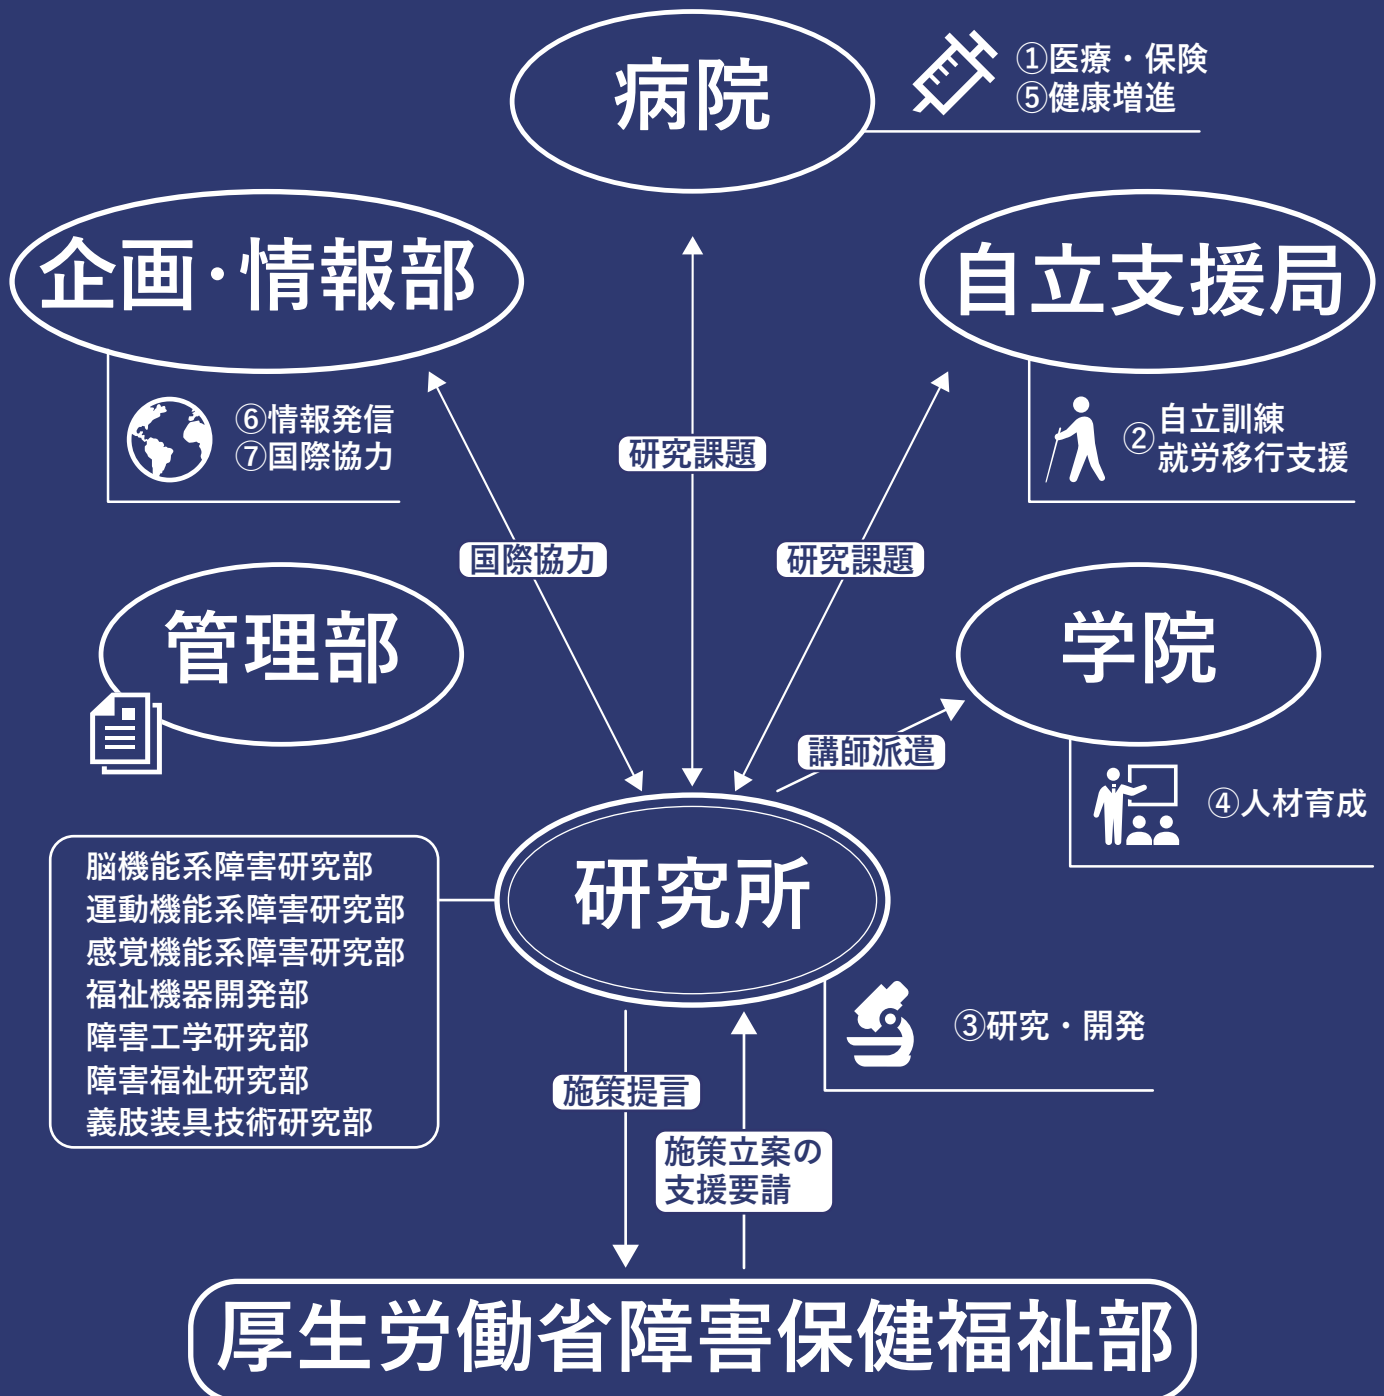 病院
①医療・保険
⑤健康増進
企画・情報部
自立支援局
⑥情報発信
⑦国際協力
②自立訓練
就労移行支援
研究課題
国際協力
研究課題
管理部
学院
講師派遣
④人材育成
脳機能系障害研究部
運動機能系障害研究部
感覚機能系障害研究部
福祉機器開発部
障害工学研究部
障害福祉研究部
義肢装具技術研究部
研究所
③研究・開発
施策提言
施策立案の
支援要請
厚生労働省障害保健福祉部